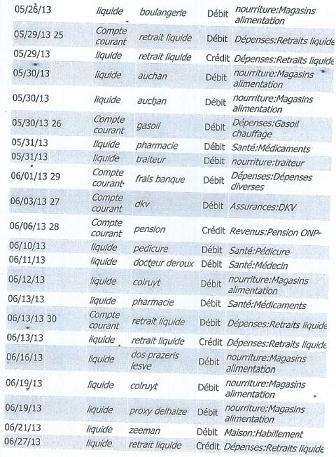 05/26/13 liquide boulangerie Débit nourriture:Magasins alimentation
05/29/13 25 Compte courant retrait liquide Débit Dépenses:Retraits liquide
05/29/13 liquide retrait liquide Crédit Dépenses:Retraits liquide
05/30/13 liquide auchan Débit nourriture:Magasins alimentation
05/30/13 liquide auchan Débit nourriture:Magasins alimentation
05/30/13 26 Compte courant gasoil Débit Dépenses:Gasoil chauffage
05/31/13 liquide pharmacie Débit Santé:Médicaments
05/31/13 liquide traiteur Débit nourriture:traiteur
06/01/13 29 Compte courant frais banque Débit Dépenses:Dépenses diverses
06/03/13 27 Compte courant dkv Débit Assurances:DKV
06/06/13 28 Compte courant pension Crédit Revenus:Pension ONP
06/10/13 liquide pedicure Débit Santé:Pédicure
06/11/13 liquide docteur deroux Débit Santé:Médecin
06/12/13 liquide colruyt Débit nourriture:Magasins alimentation
06/13/13 liquide pharmacie Débit Santé:Médicaments
06/13/13 30 Compte courant retrait liquide Débit Dépenses:Retraits liquide
06/13/13 liquide retrait liquide Crédit Dépenses:Retraits liquide
06/16/13 liquide dos prazeris lesve Débit nourriture:Magasins alimentation
06/19/13 liquide colruyt Débit nourriture:Magasins alimentation
06/19/13 liquide proxy delhaize Débit nourriture:Magasins alimentation
06/21/13 liquide zeeman Débit Maison:Habillement
06/27/13 liquide retrait liquide Crédit Dépenses:Retraits liquide